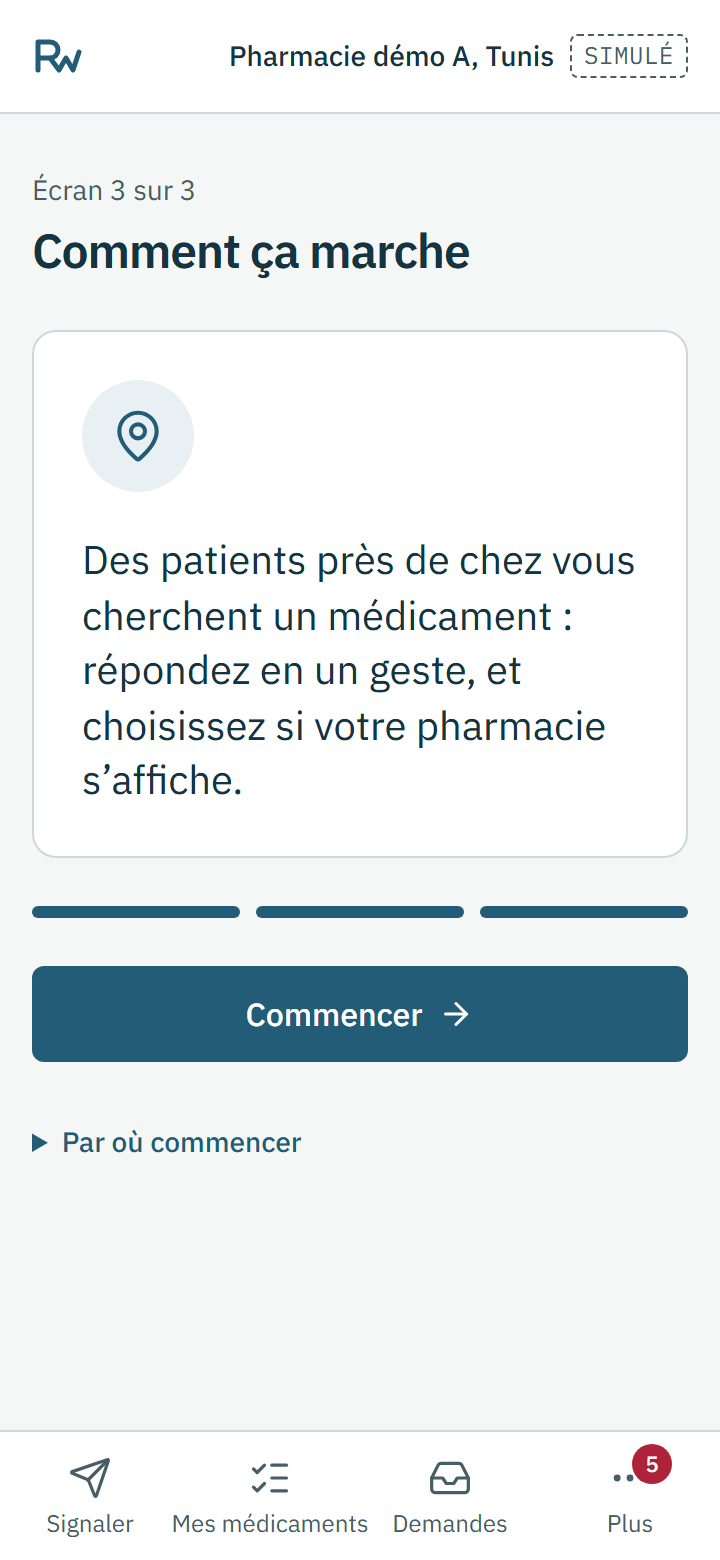 Rw
Pharmacie démo A, Tunis
SIMULÉ
Écran 3 sur 3
Comment ça marche
Des patients près de chez vous
cherchent un médicament :
répondez en un geste, et
choisissez si votre pharmacie
s’affiche.
Commencer
Par où commencer
5
Signaler
Mes médicaments
Demandes
Plus